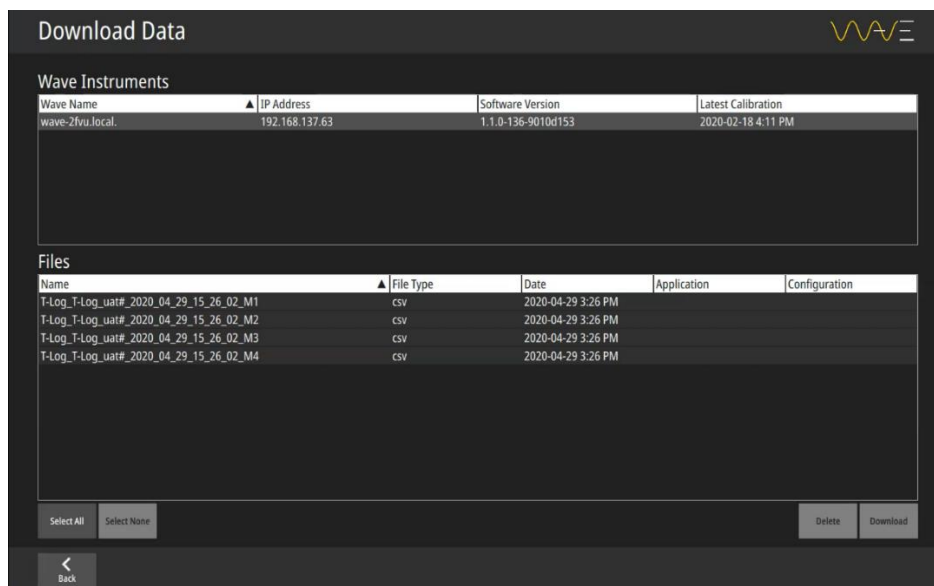 Download Data
WAVE
Wave Instruments
Wave Name ▲ IP Address Software Version Latest Calibration
wave-2fvu.local. 192.168.137.63 1.1.0-136-9010d153 2020-02-18 4:11 PM
Files
Name ▲ File Type Date Application Configuration
T-Log_T-Log_uat#_2020_04_29_15_26_02_M1 csv 2020-04-29 3:26 PM
T-Log_T-Log_uat#_2020_04_29_15_26_02_M2 csv 2020-04-29 3:26 PM
T-Log_T-Log_uat#_2020_04_29_15_26_02_M3 csv 2020-04-29 3:26 PM
T-Log_T-Log_uat#_2020_04_29_15_26_02_M4 csv 2020-04-29 3:26 PM
Select All Select None Delete Download
Back